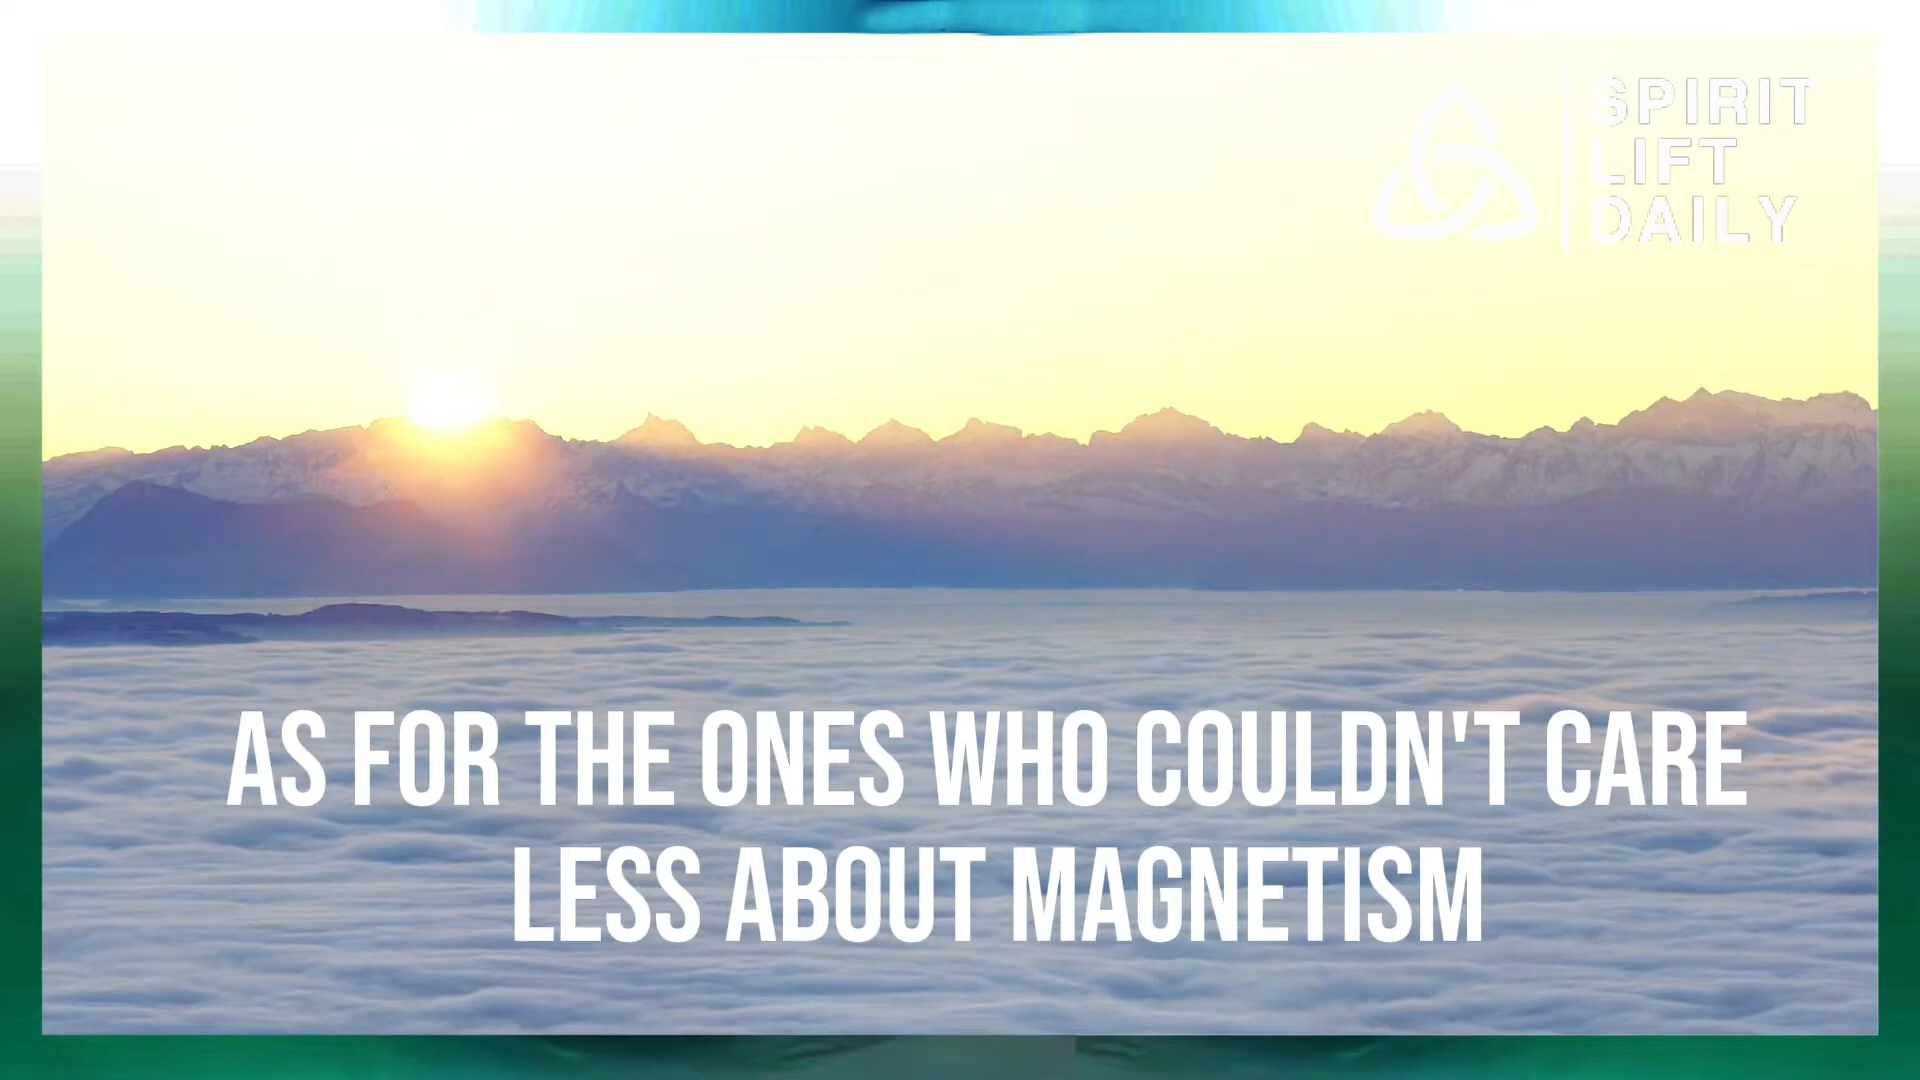 SPIRIT
LIFT
DAILY
AS FOR THE ONES WHO COULDN'T CARE
LESS ABOUT MAGNETISM